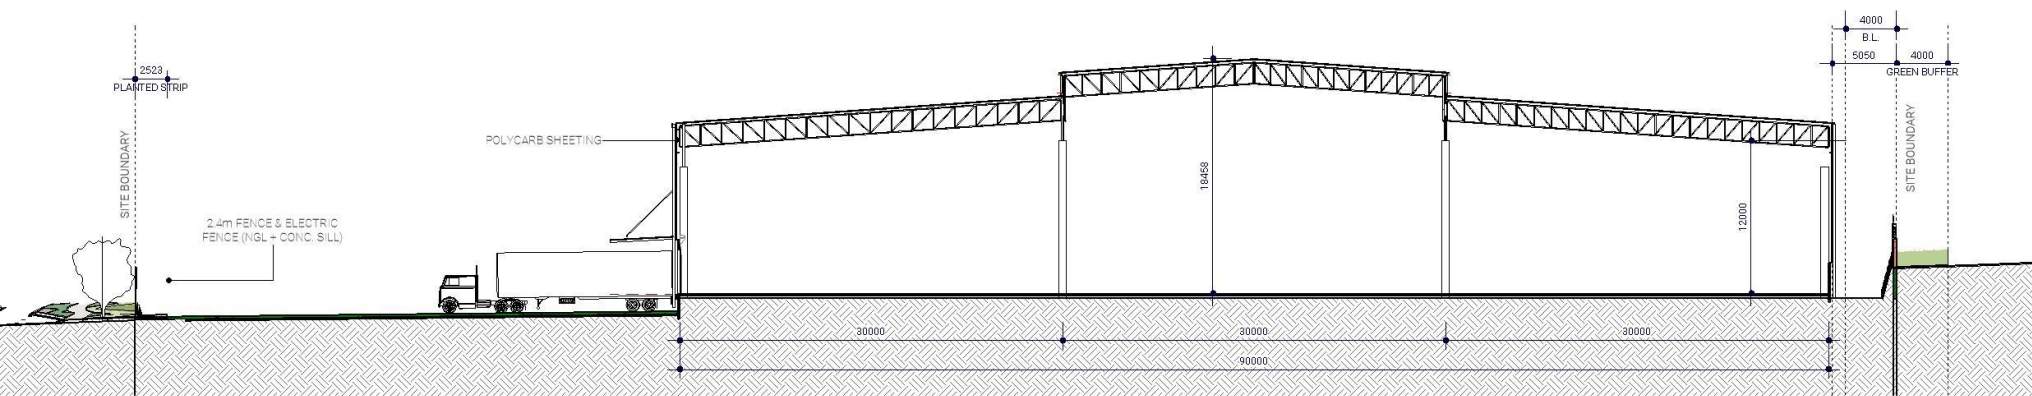 2523
PLANTED STRIP
SITE BOUNDARY
2.4m FENCE & ELECTRIC
FENCE (NGL + CONC. SILL)
POLYCARB SHEETING
18458
12000
30000
30000
30000
90000
4000
B.L.
5050
4000
GREEN BUFFER
SITE BOUNDARY